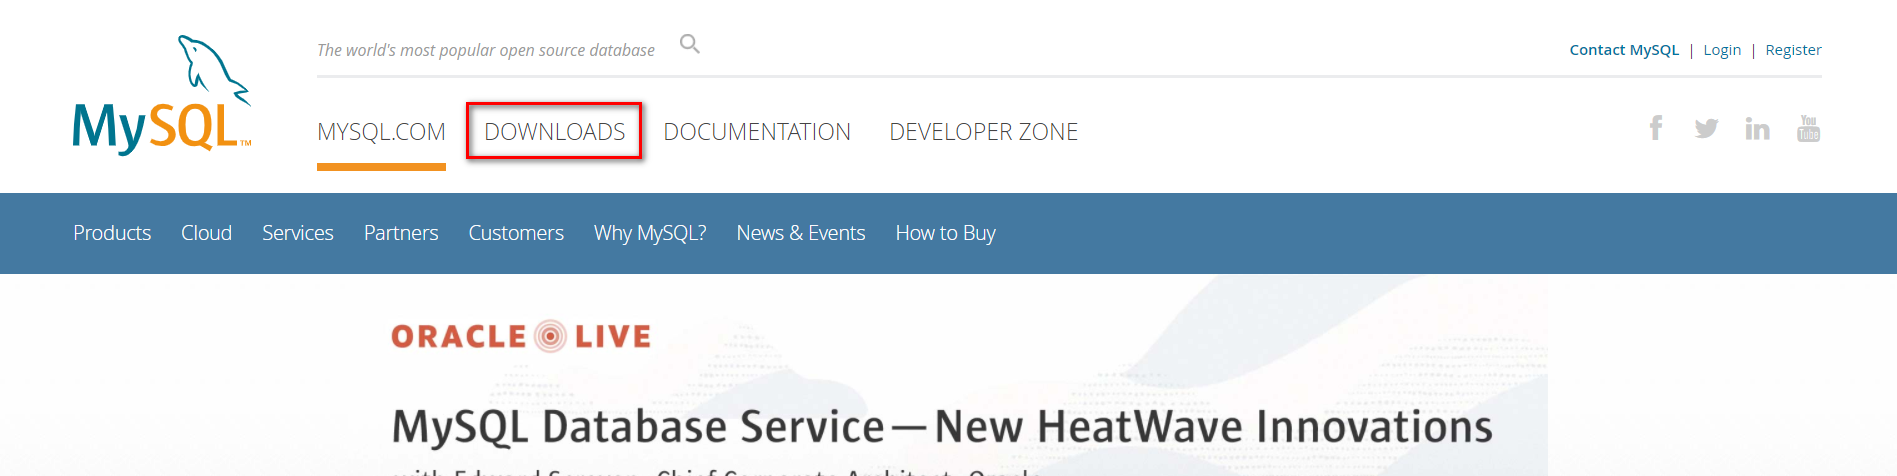 The world's most popular open source database
Contact MySQL | Login | Register
MySQL™
MYSQL.COM DOWNLOADS DOCUMENTATION DEVELOPER ZONE
f in You Tube
Products Cloud Services Partners Customers Why MySQL? News & Events How to Buy
ORACLE LIVE
MySQL Database Service—New HeatWave Innovations